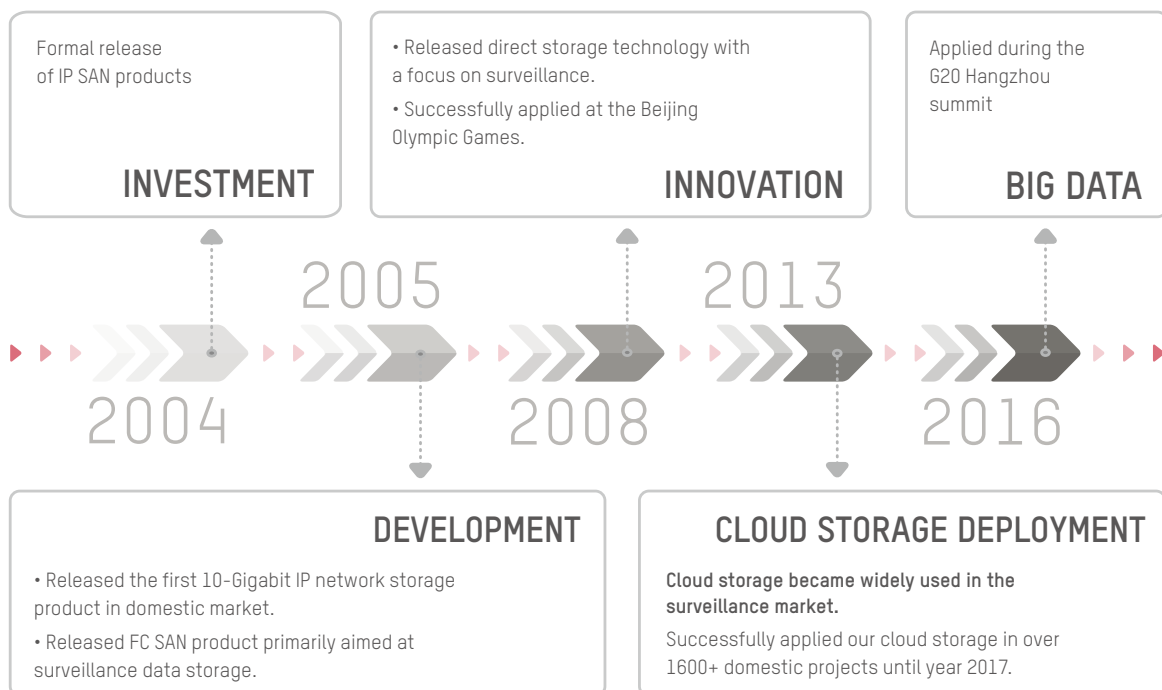 Formal release
of IP SAN products
INVESTMENT
• Released direct storage technology with
a focus on surveillance.
• Successfully applied at the Beijing
Olympic Games.
INNOVATION
Applied during the
G20 Hangzhou
summit
BIG DATA
2004
2005
2008
2013
2016
DEVELOPMENT
• Released the first 10-Gigabit IP network storage
product in domestic market.
• Released FC SAN product primarily aimed at
surveillance data storage.
CLOUD STORAGE DEPLOYMENT
Cloud storage became widely used in the
surveillance market.
Successfully applied our cloud storage in over
1600+ domestic projects until year 2017.